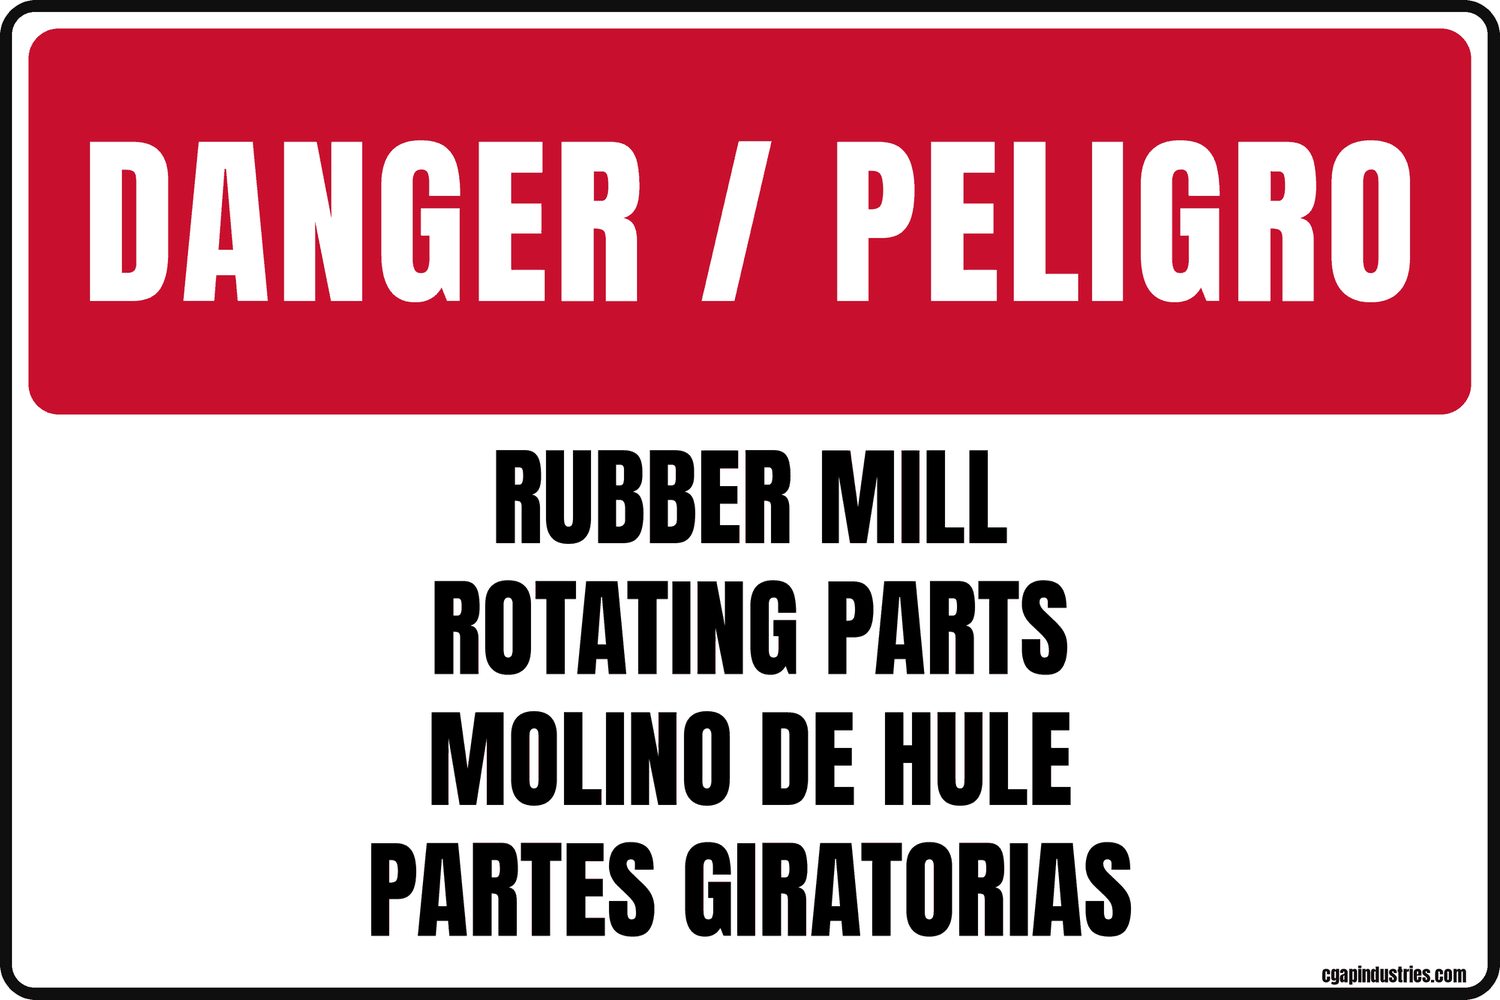 DANGER / PELIGRO
RUBBER MILL
ROTATING PARTS
MOLINO DE HULE
PARTES GIRATORIAS
cgapindustries.com